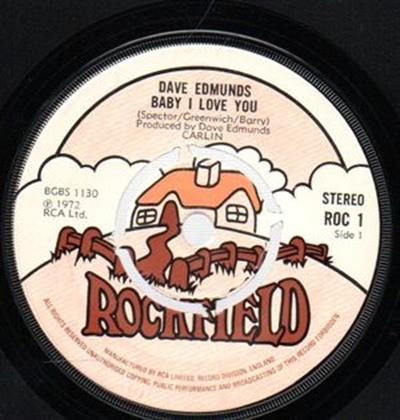 DAVE EDMUNDS
BABY I LOVE YOU
(Spector/Greenwich/Barry)
Produced by Dave Edmunds
CARLIN
BGBS 1130
℗ 1972
RCA Ltd.
STEREO
ROC 1
Side 1
ROCKFIELD
MANUFACTURED BY RCA LIMITED, RECORD DIVISION, ENGLAND
ALL RIGHTS RESERVED UNAUTHORISED COPYING, PUBLIC PERFORMANCE AND BROADCASTING OF THIS RECORD FORBIDDEN